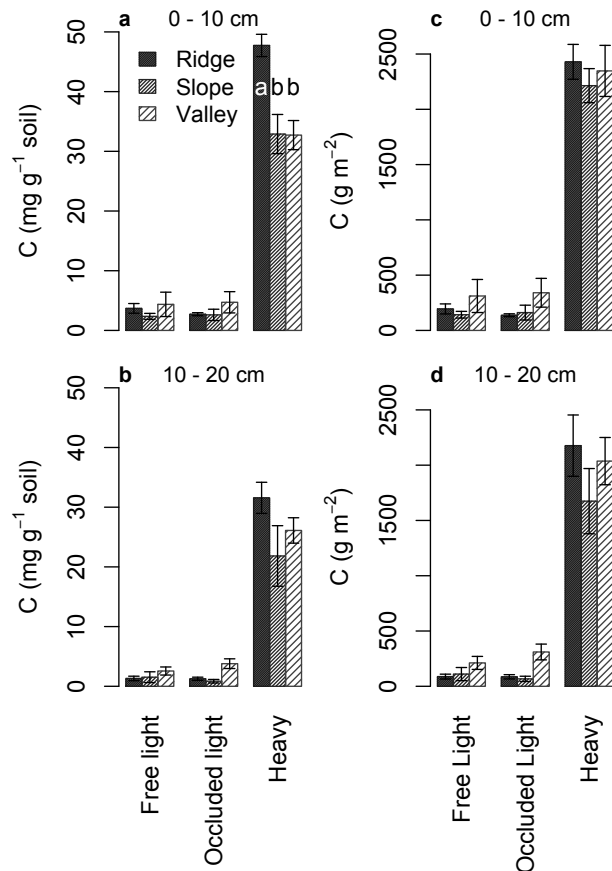 a 0 - 10 cm
50
40
30
20
10
0
C (mg g⁻¹ soil)
Ridge
Slope
Valley
a b b
c 0 - 10 cm
2500
1500
500
0
C (g m⁻²)
b 10 - 20 cm
50
40
30
20
10
0
C (mg g⁻¹ soil)
Free light
Occluded light
Heavy
d 10 - 20 cm
2500
1500
500
0
C (g m⁻²)
Free Light
Occluded Light
Heavy